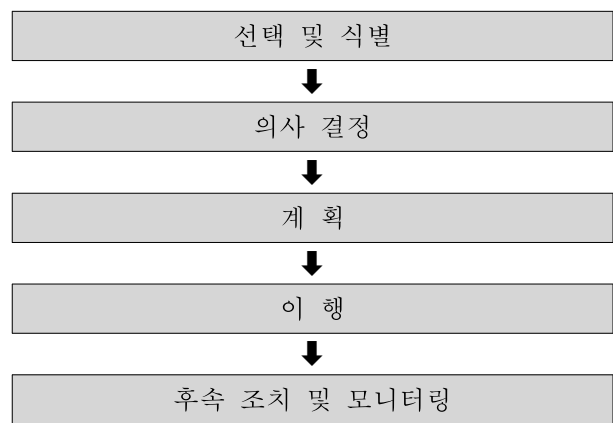 선택 및 식별
의사 결정
계 획
이 행
후속 조치 및 모니터링